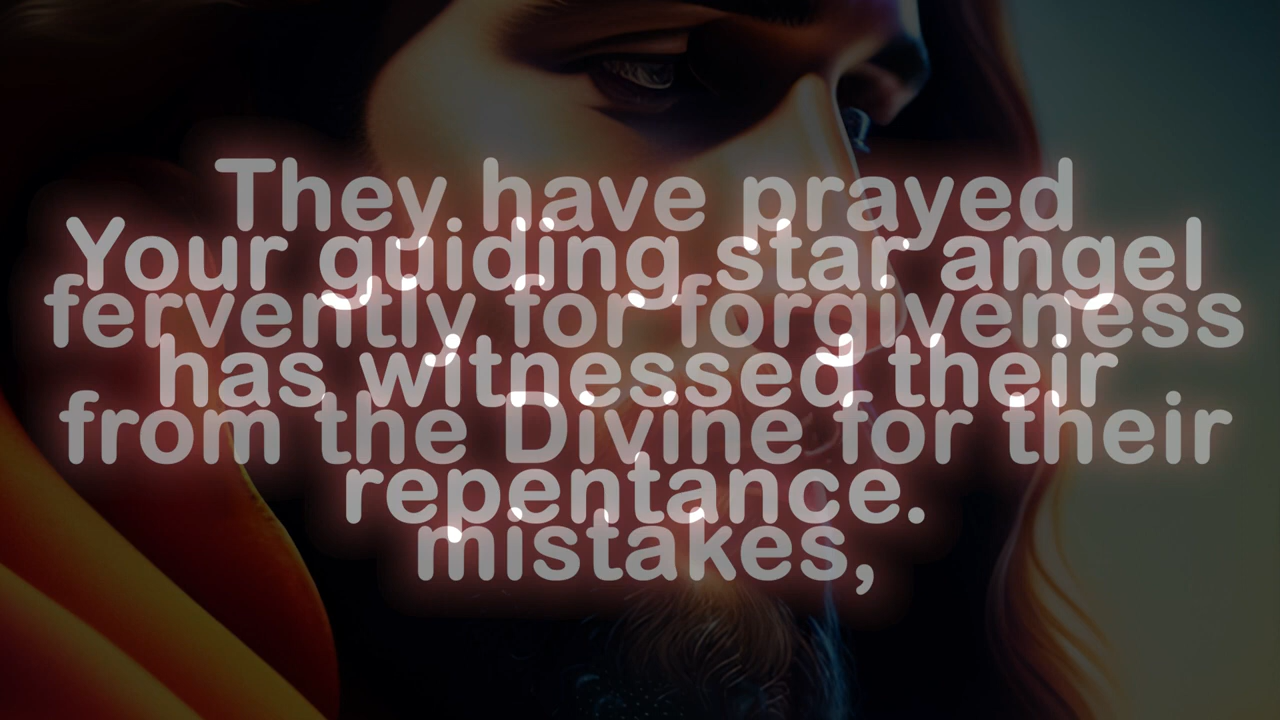 They have prayed
Your guiding star angel
fervently for forgiveness
has witnessed their
from the Divine for their
repentance.
mistakes,